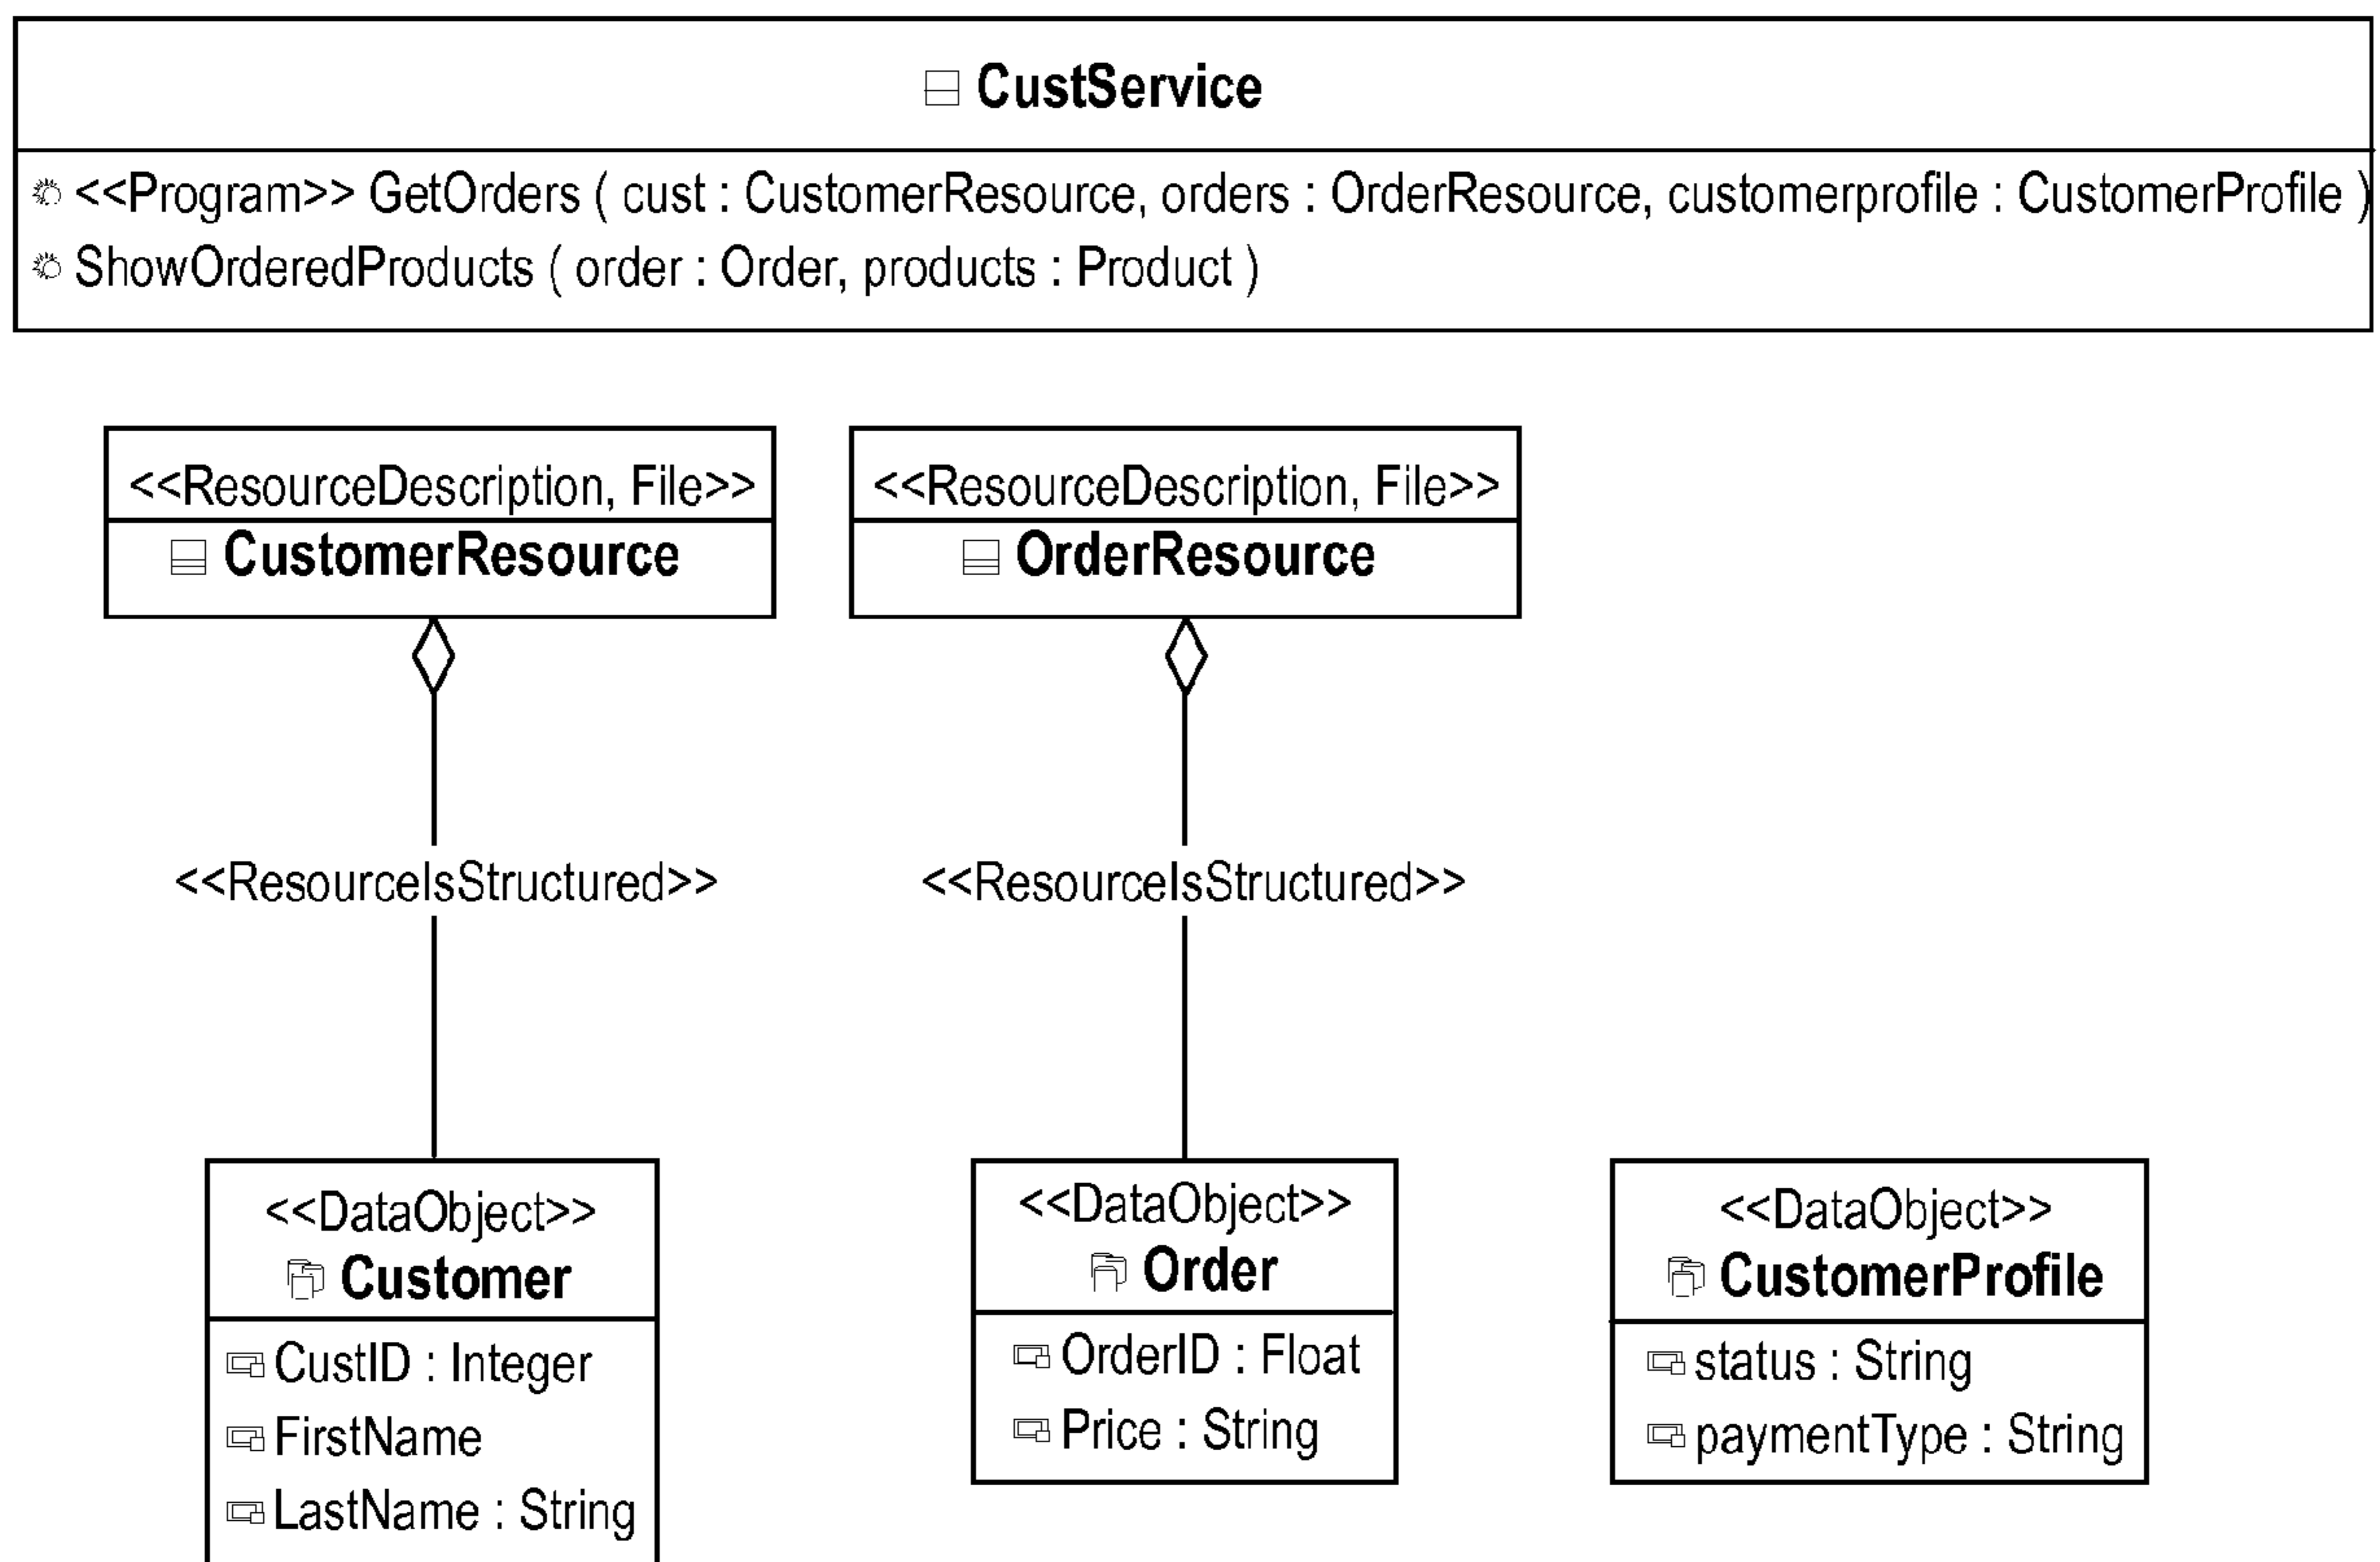 CustService
<<Program>> GetOrders ( cust : CustomerResource, orders : OrderResource, customerprofile : CustomerProfile )
ShowOrderedProducts ( order : Order, products : Product )
<<ResourceDescription, File>>
CustomerResource
<<ResourceDescription, File>>
OrderResource
<<ResourceIsStructured>>
<<ResourceIsStructured>>
<<DataObject>>
Customer
CustID : Integer
FirstName
LastName : String
<<DataObject>>
Order
OrderID : Float
Price : String
<<DataObject>>
CustomerProfile
status : String
paymentType : String